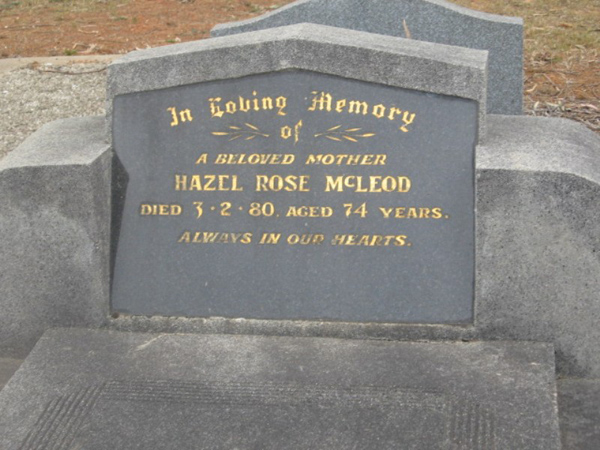 In Loving Memory
of
A BELOVED MOTHER
HAZEL ROSE McLEOD
DIED 3·2·80. AGED 74 YEARS.
ALWAYS IN OUR HEARTS.